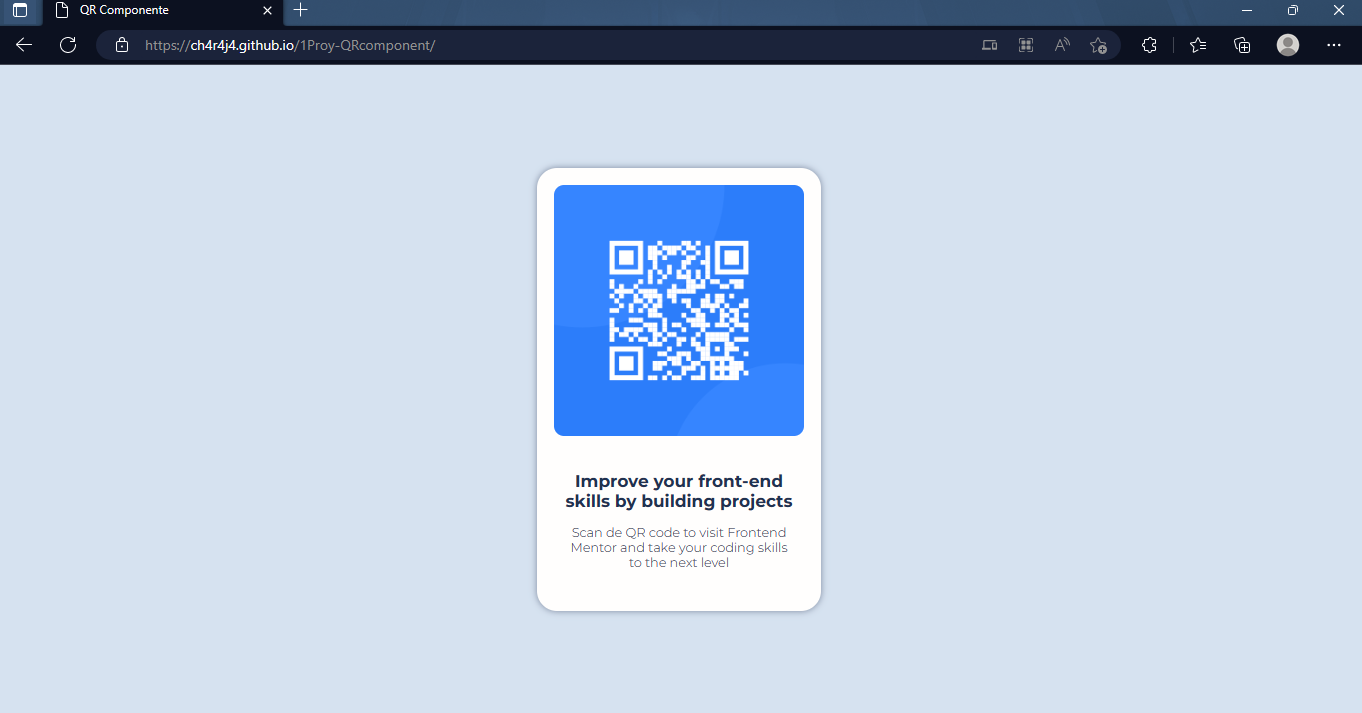 QR Componente
https://ch4r4j4.github.io/1Proy-QRcomponent/
Improve your front-end
skills by building projects
Scan de QR code to visit Frontend
Mentor and take your coding skills
to the next level